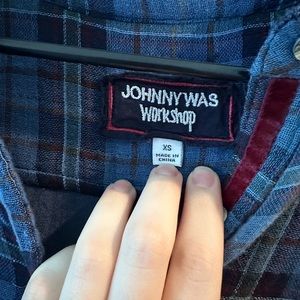 JOHNNY WAS
WORKSHOP
XS
MADE IN
CHINA